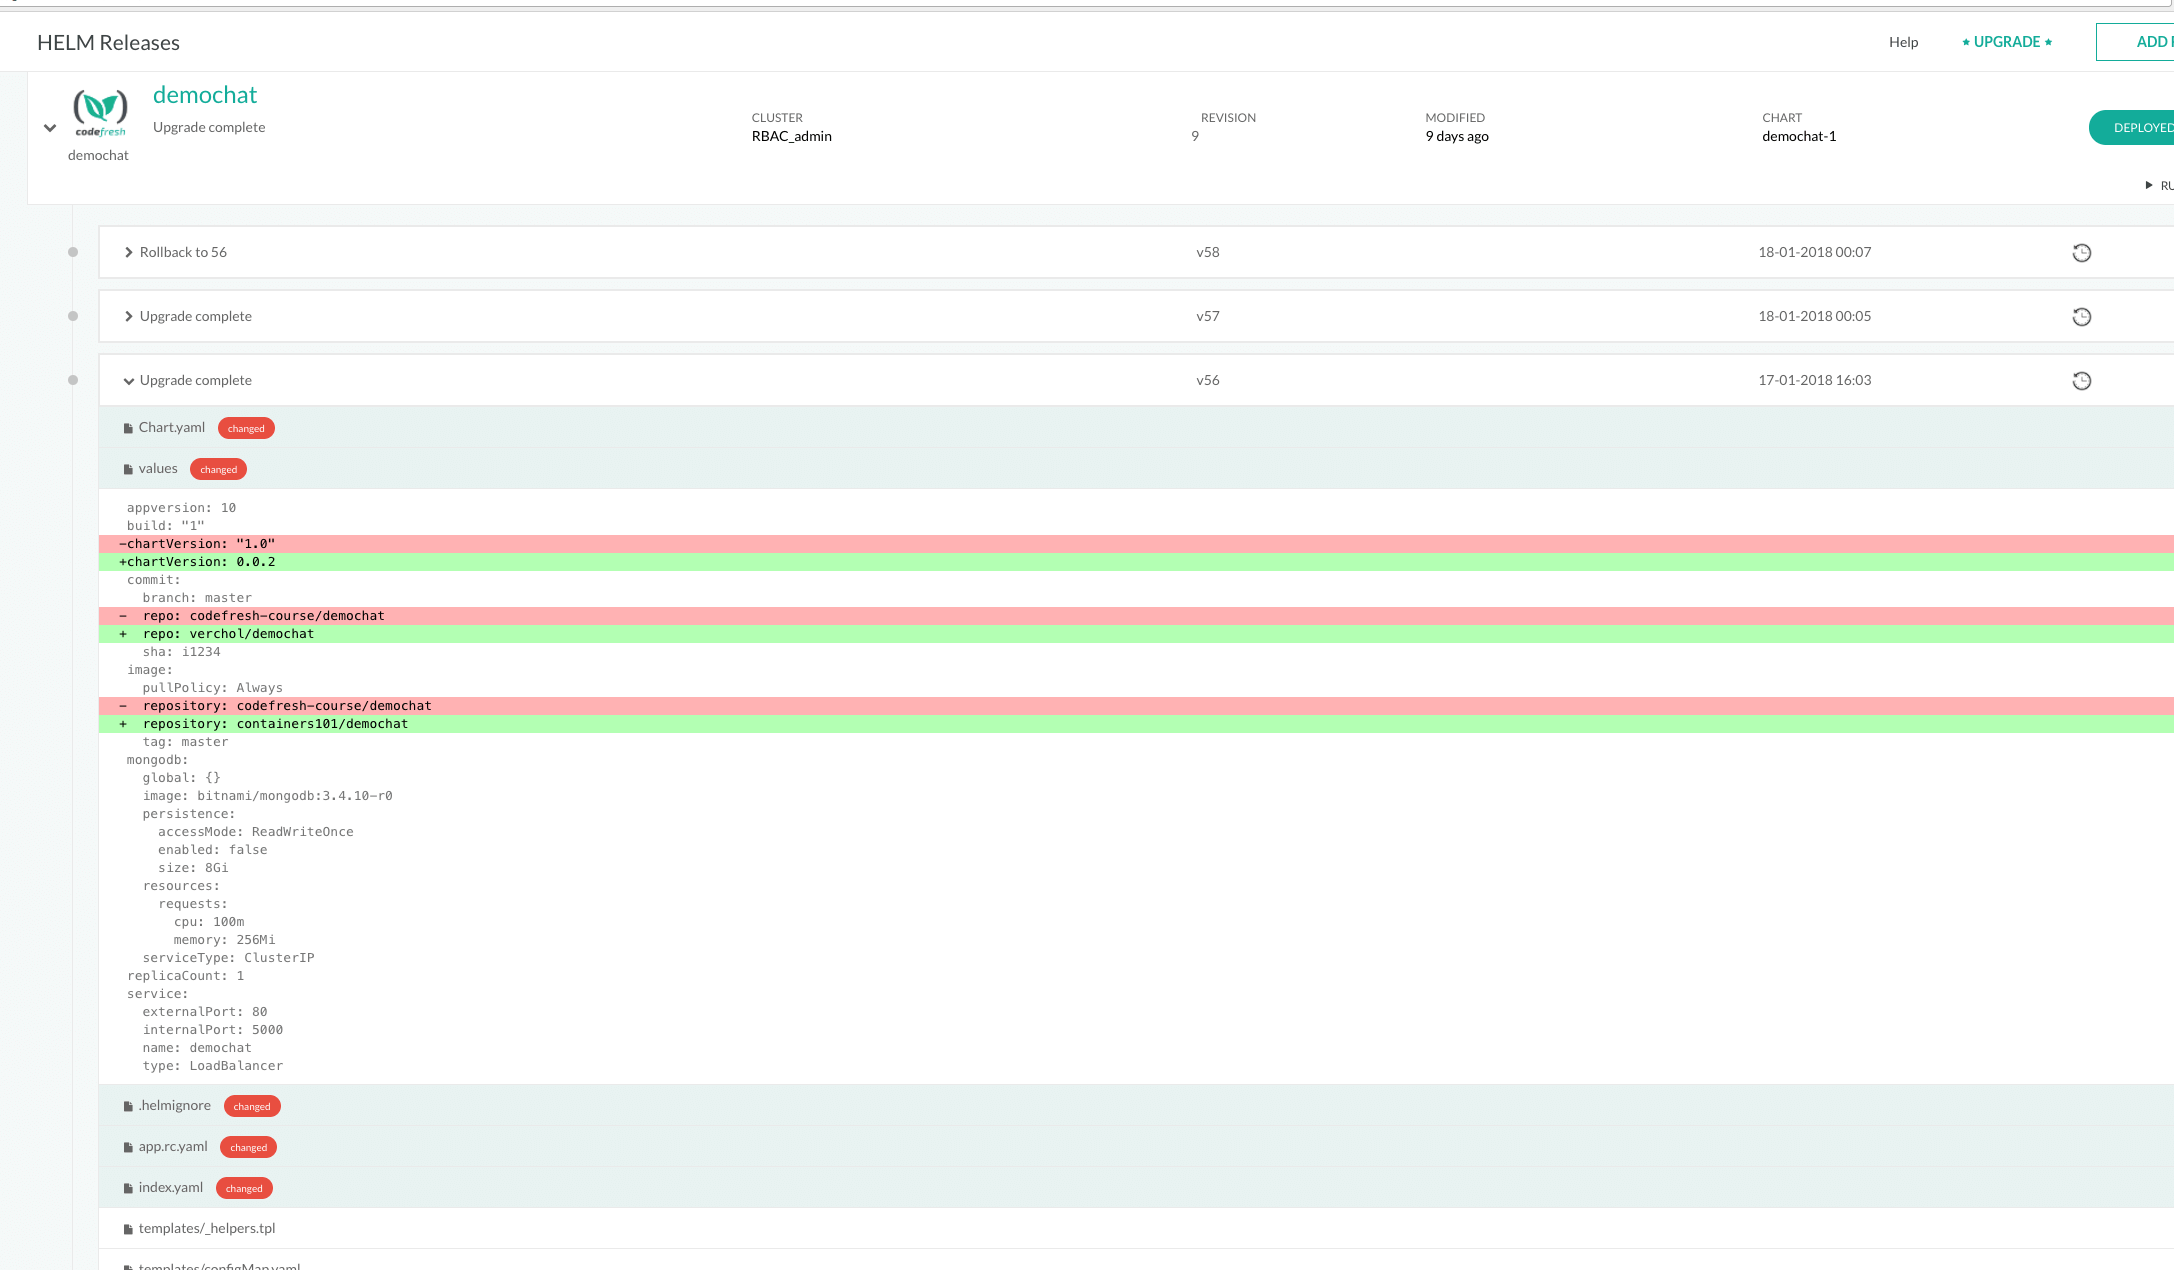 HELM Releases
Help
* UPGRADE *
ADD
codefresh
demochat
demochat
Upgrade complete
CLUSTER
RBAC_admin
REVISION
9
MODIFIED
9 days ago
CHART
demochat-1
DEPLOYED
Rollback to 56 v58 18-01-2018 00:07
Upgrade complete v57 18-01-2018 00:05
Upgrade complete v56 17-01-2018 16:03
Chart.yaml changed
values changed
appversion: 10
build: "1"
-chartVersion: "1.0"
+chartVersion: 0.0.2
commit:
branch: master
- repo: codefresh-course/demochat
+ repo: verchol/demochat
sha: i1234
image:
pullPolicy: Always
- repository: codefresh-course/demochat
+ repository: containers101/demochat
tag: master
mongodb:
global: {}
image: bitnami/mongodb:3.4.10-r0
persistence:
accessMode: ReadWriteOnce
enabled: false
size: 8Gi
resources:
requests:
cpu: 100m
memory: 256Mi
serviceType: ClusterIP
replicaCount: 1
service:
externalPort: 80
internalPort: 5000
name: demochat
type: LoadBalancer
.helmignore changed
app.rc.yaml changed
index.yaml changed
templates/_helpers.tpl
templates/configMap.yaml